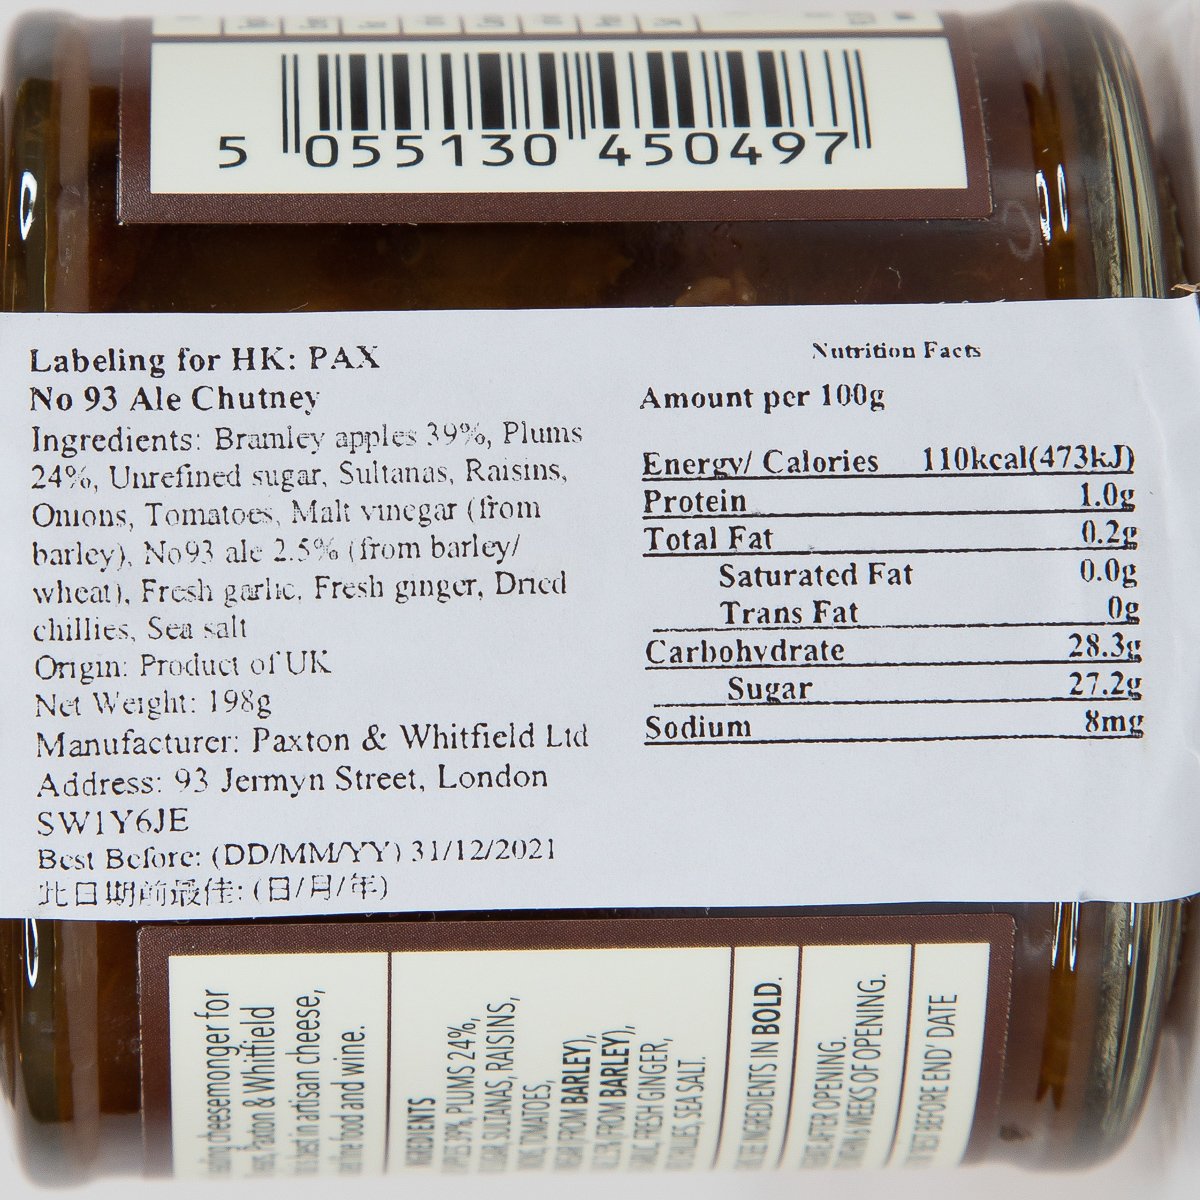 5 055130 450497
Labeling for HK: PAX
No 93 Ale Chutney
Ingredients: Bramley apples 39%, Plums
24%, Unrefined sugar, Sultanas, Raisins,
Onions, Tomatoes, Malt vinegar (from
barley), No93 ale 2.5% (from barley/
wheat), Fresh garlic, Fresh ginger, Dried
chillies, Sea salt
Origin: Product of UK
Net Weight: 198g
Manufacturer: Paxton & Whitfield Ltd
Address: 93 Jermyn Street, London
SW1Y6JE
Best Before: (DD/MM/YY) 31/12/2021
此日期前最佳: (日/月/年)
Nutrition Facts
Amount per 100g
Energy/ Calories 110kcal(473kJ)
Protein 1.0g
Total Fat 0.2g
Saturated Fat 0.0g
Trans Fat 0g
Carbohydrate 28.3g
Sugar 27.2g
Sodium 8mg
cheesemonger for
Paxton & Whitfield
best in artisan cheese,
food and wine.
39%, PLUMS 24%,
SULTANAS, RAISINS,
TOMATOES,
FROM BARLEY),
(FROM BARLEY),
FRESH GINGER,
CHILLIES, SEA SALT.
INGREDIENTS IN BOLD.
AFTER OPENING.
WEEKS OF OPENING.
BEFORE END' DATE